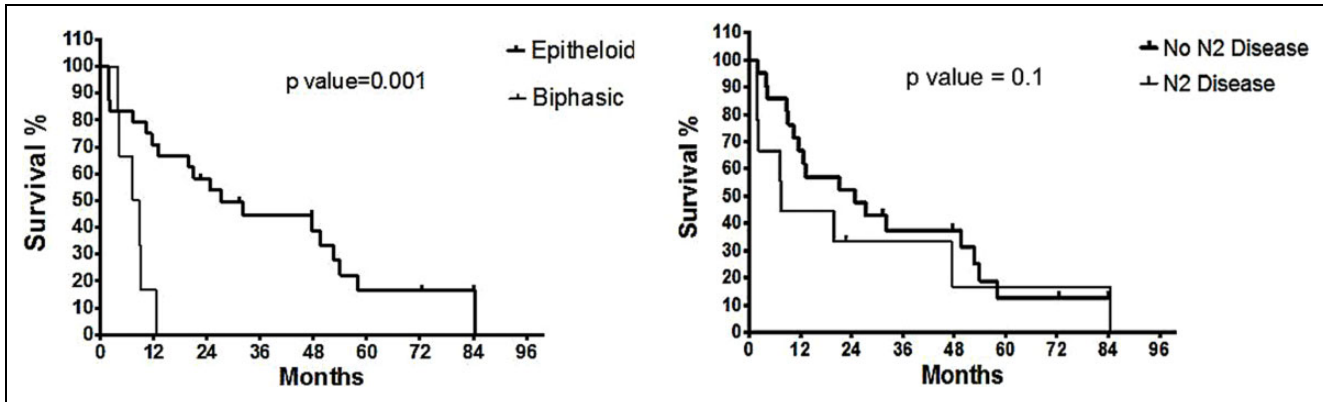 110
100
90
80
70
60
50
40
30
20
10
0
Survival %
p value=0.001
Epitheloid
Biphasic
0 12 24 36 48 60 72 84 96
Months
110
100
90
80
70
60
50
40
30
20
10
0
Survival %
p value = 0.1
No N2 Disease
N2 Disease
0 12 24 36 48 60 72 84 96
Months